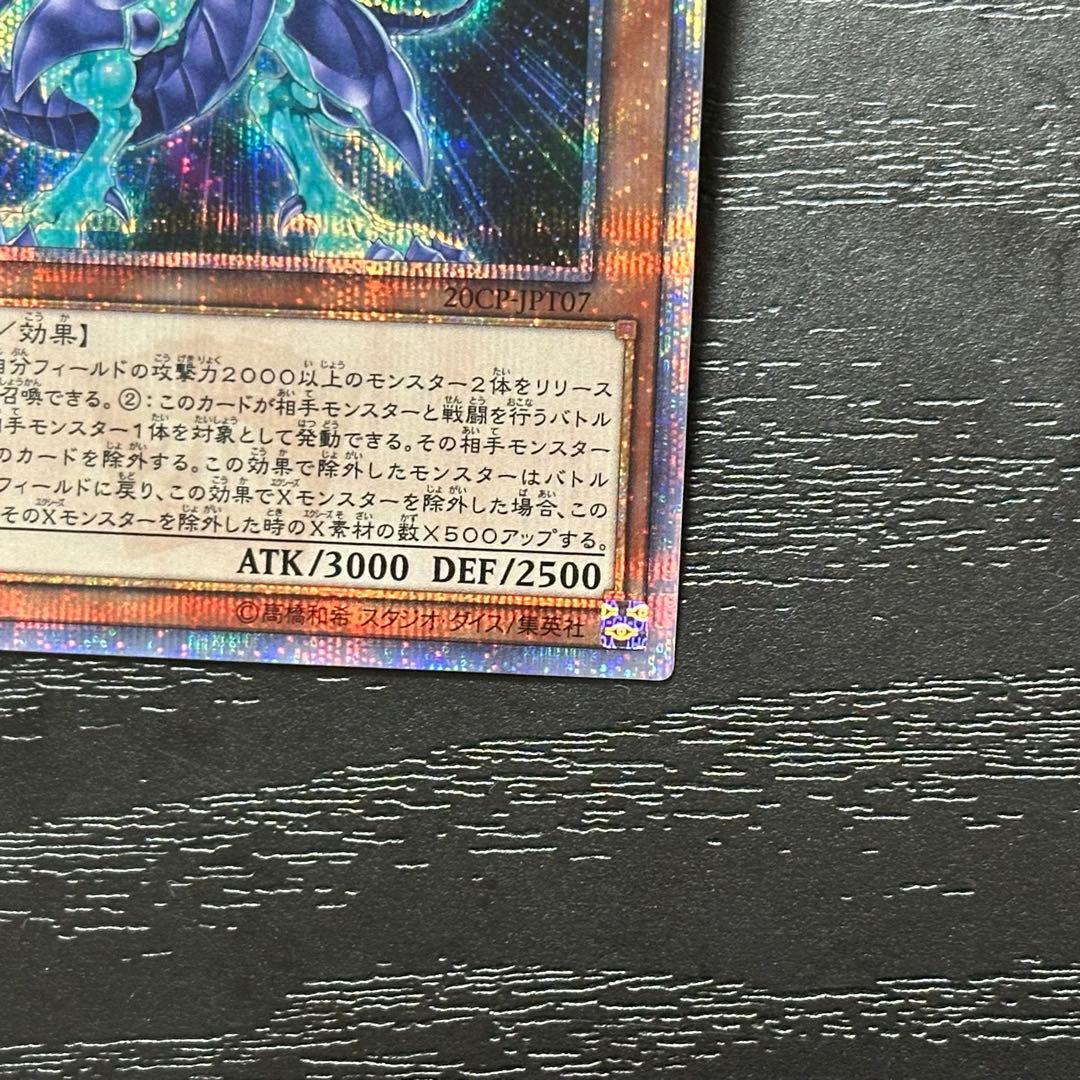 20CP-JPT07
／効果】
自分フィールドの攻撃力2000以上のモンスター2体をリリース
召喚できる。②：このカードが相手モンスターと戦闘を行うバトル
手モンスター1体を対象として発動できる。その相手モンスター
のカードを除外する。この効果で除外したモンスターはバトル
フィールドに戻り、この効果でXモンスターを除外した場合、この
そのXモンスターを除外した時のX素材の数×500アップする。
ATK/3000 DEF/2500
©高橋和希 スタジオ・ダイス/集英社